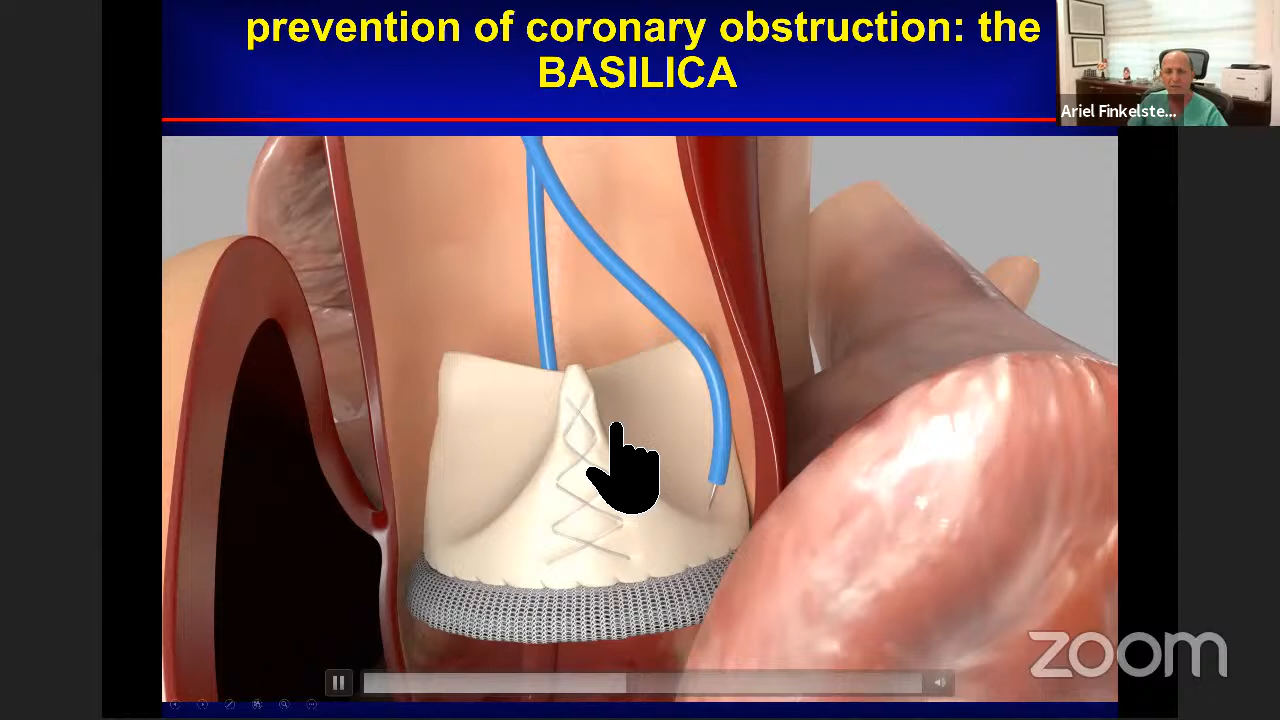 prevention of coronary obstruction: the
BASILICA
Ariel Finkelste...
zoom